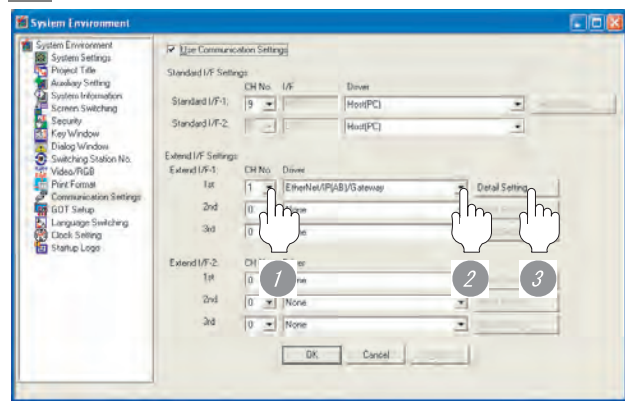 System Environment
System Environment
System Settings
Project Title
Auxiliary Setting
System Information
Screen Switching
Security
Key Window
Dialog Window
Switching Station No.
Video/RGB
Print Format
Communication Settings
GOT Setup
Language Switching
Clock Setting
Startup Logo
Use Communication Settings
Standard I/F Settings
CH No. I/F Driver
Standard I/F-1: 9 Host(PC)
Standard I/F-2: Host(PC)
Extend I/F Settings
Extend I/F-1: CH No. Driver
1st 1 EtherNet/IP(AB)/Gateway Detail Setting
2nd 0 None
3rd 0
Extend I/F-2: CH No. Driver
1st 0
2nd 0 None
3rd 0 None
1 2 3
OK Cancel